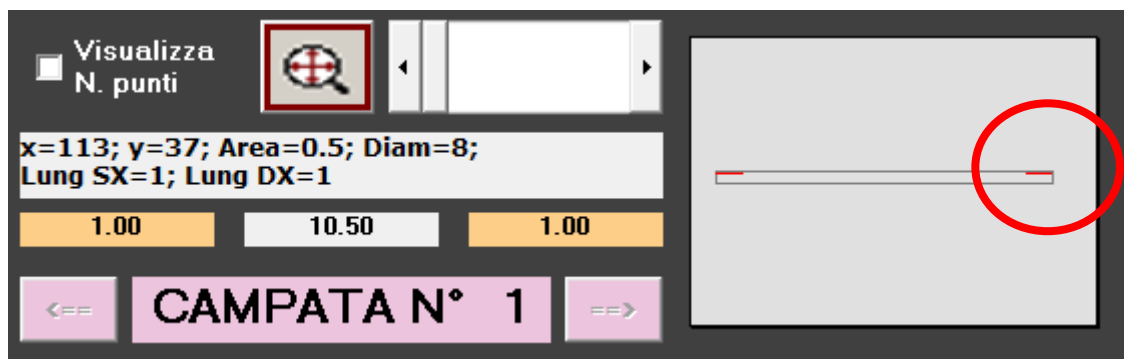 Visualizza
N. punti
x=113; y=37; Area=0.5; Diam=8;
Lung SX=1; Lung DX=1
1.00 10.50 1.00
<== CAMPATA N° 1 ==>